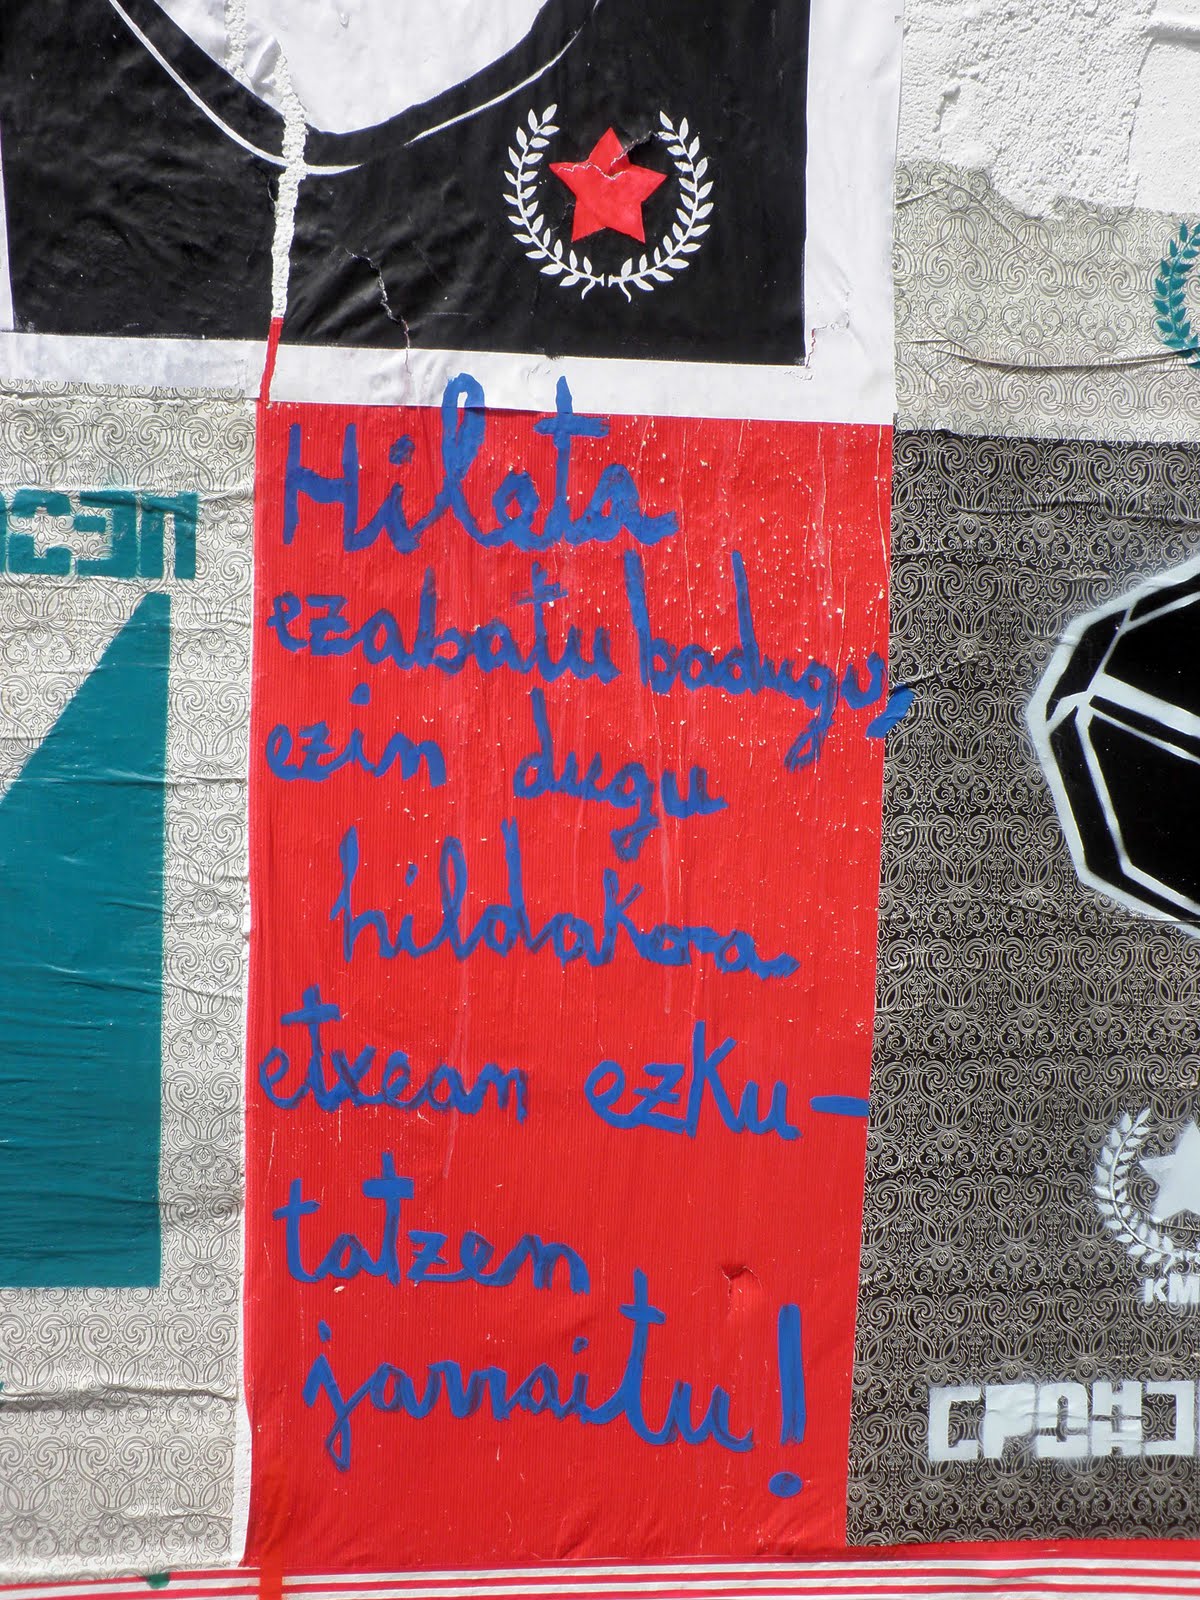 Hileta
ezabatu badugu,
ezin dugu
hildakoa
etxean ezku-
tatzen
jarraitu!